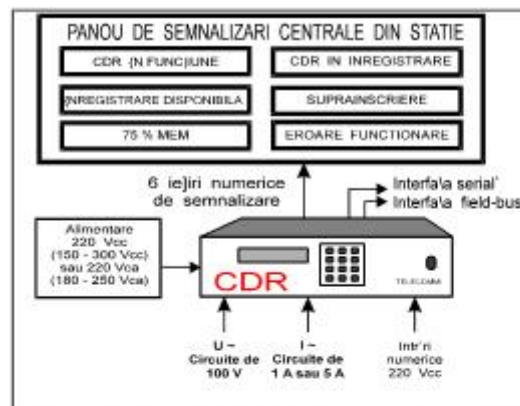 PANOU DE SEMNALIZARI CENTRALE DIN STATIE
CDR {N FUNC}IUNE
CDR IN INREGISTRARE
{NREGISTRARE DISPONIBILA
SUPRAINSCRIERE
75 % MEM
EROARE FUNCTIONARE
6 ie]iri numerice
de semnalizare
Interfa\a serial'
Interfa\a field-bus
Alimentare
220 Vcc
(150 - 300 Vcc)
sau 220 Vca
(180 - 250 Vca)
CDR
TELECOMM
U ~
Circuite de
100 V
I ~
Circuite de
1 A sau 5 A
Intr'ri
numerice
220 Vcc